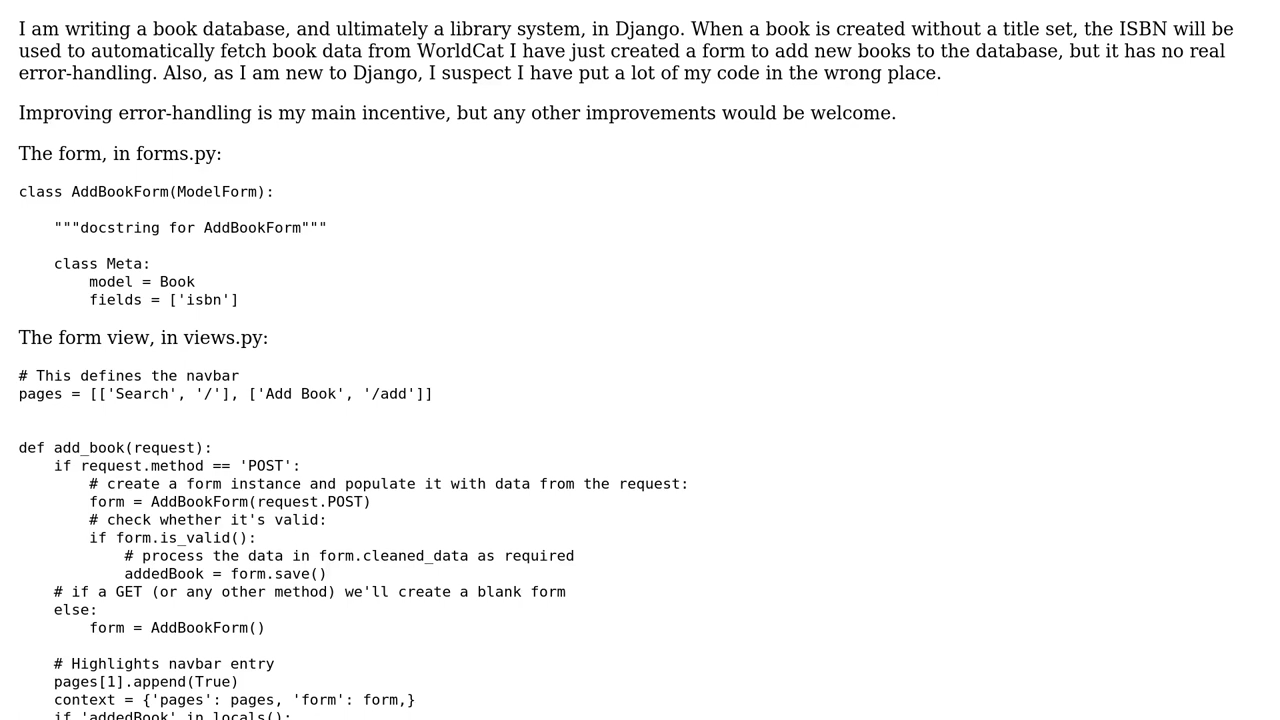 I am writing a book database, and ultimately a library system, in Django. When a book is created without a title set, the ISBN will be
used to automatically fetch book data from WorldCat I have just created a form to add new books to the database, but it has no real
error-handling. Also, as I am new to Django, I suspect I have put a lot of my code in the wrong place.
Improving error-handling is my main incentive, but any other improvements would be welcome.
The form, in forms.py:
class AddBookForm(ModelForm):
    """docstring for AddBookForm"""
    class Meta:
        model = Book
        fields = ['isbn']
The form view, in views.py:
# This defines the navbar
pages = [['Search', '/'], ['Add Book', '/add']]
def add_book(request):
    if request.method == 'POST':
        # create a form instance and populate it with data from the request:
        form = AddBookForm(request.POST)
        # check whether it's valid:
        if form.is_valid():
            # process the data in form.cleaned_data as required
            addedBook = form.save()
    # if a GET (or any other method) we'll create a blank form
    else:
        form = AddBookForm()
    # Highlights navbar entry
    pages[1].append(True)
    context = {'pages': pages, 'form': form,}
    if 'addedBook' in locals():